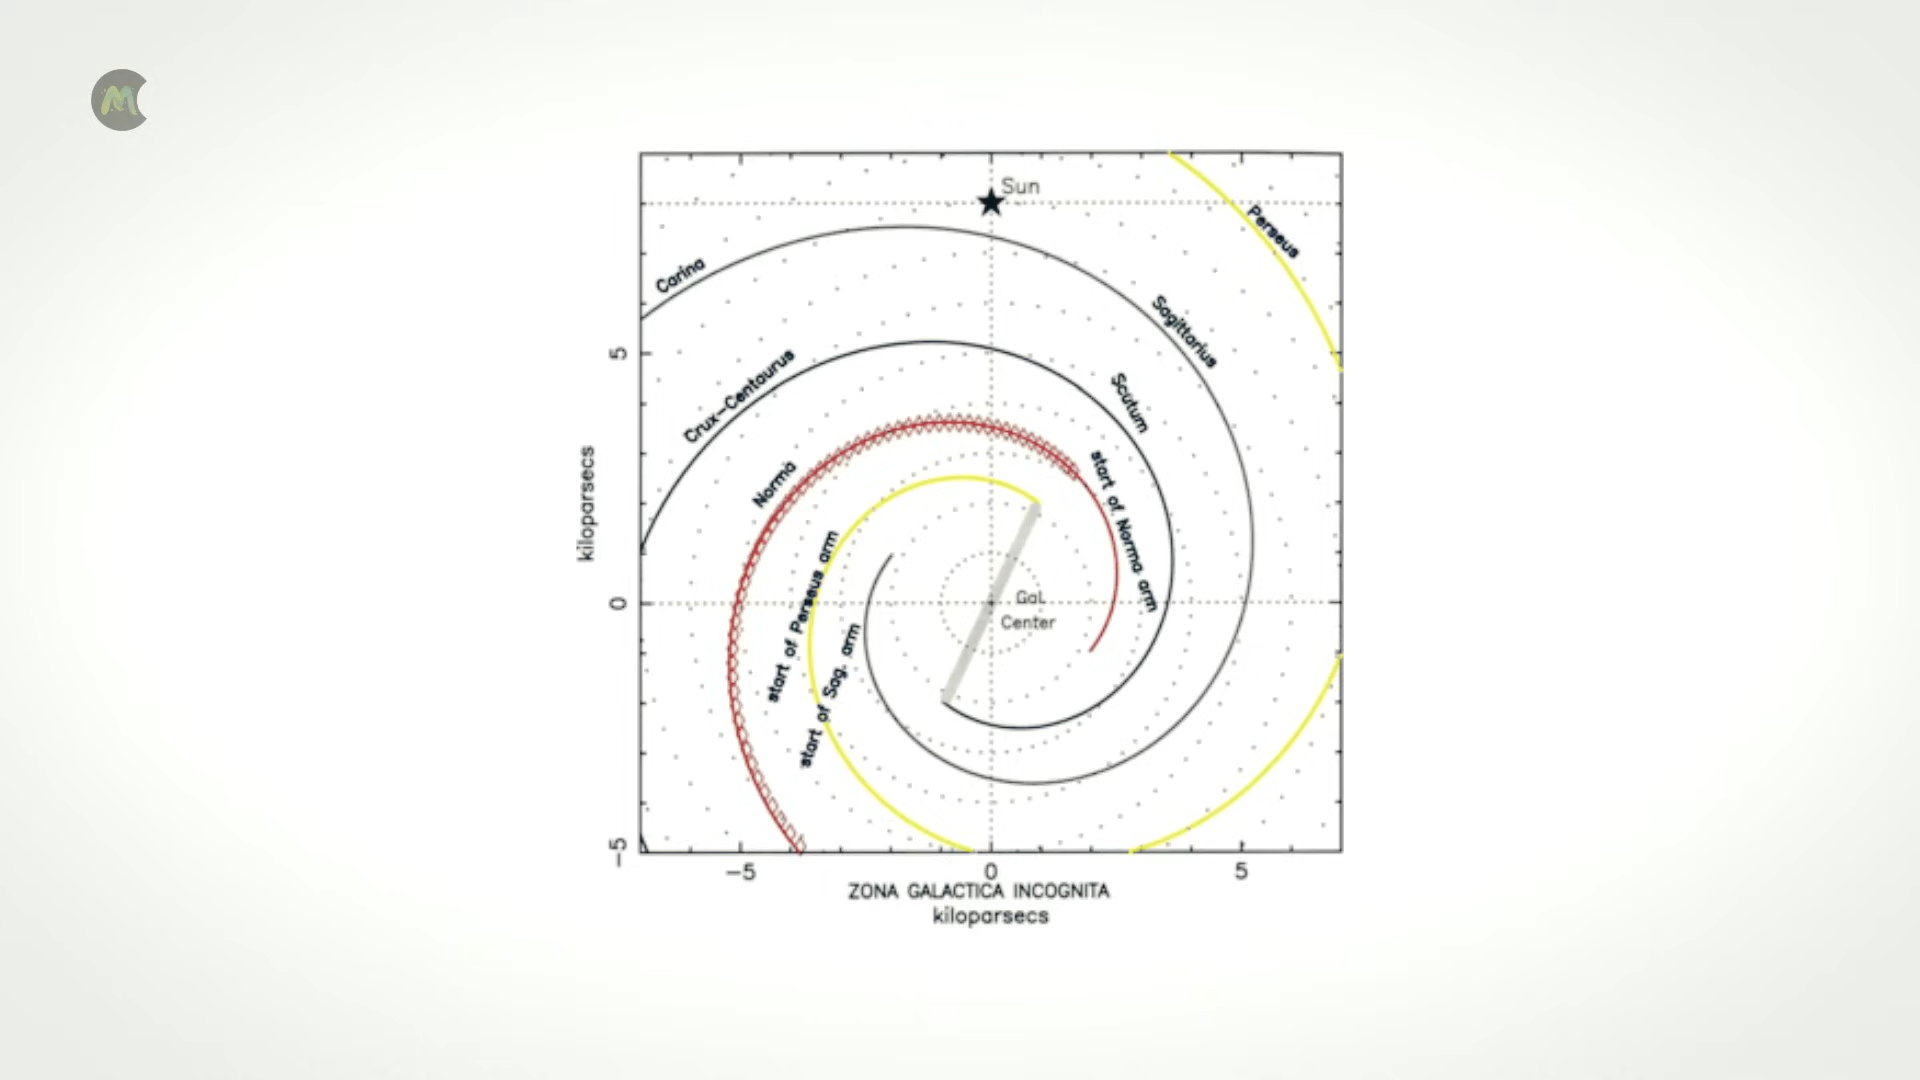 M
Sun
Perseus
Carina
Sagittarius
5
Crux-Centaurus
Scutum
Norma
start of Norma arm
kiloparsecs
start of Perseus arm
0
Gal.
Center
start of Sag. arm
-5
-5
0
5
ZONA GALACTICA INCOGNITA
kiloparsecs